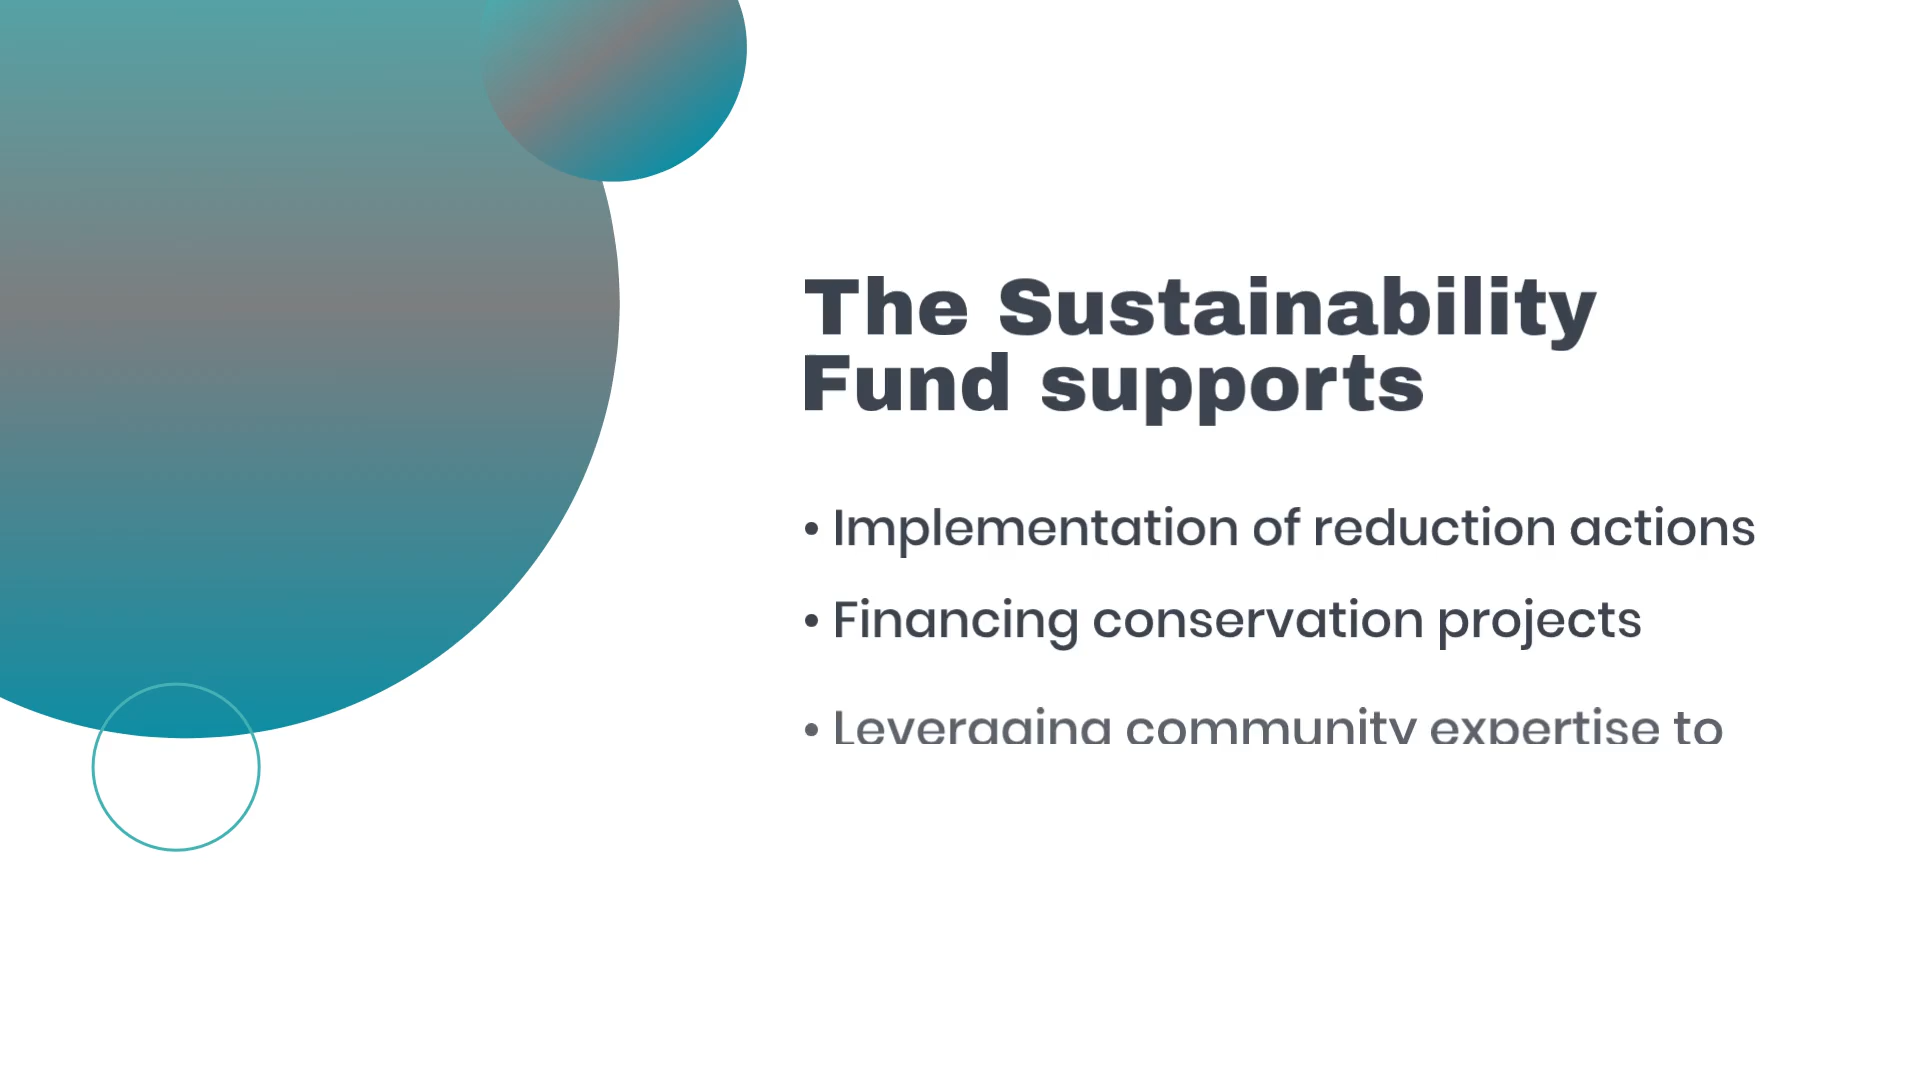 The Sustainability
Fund supports
• Implementation of reduction actions
• Financing conservation projects
• Leveraging community expertise to